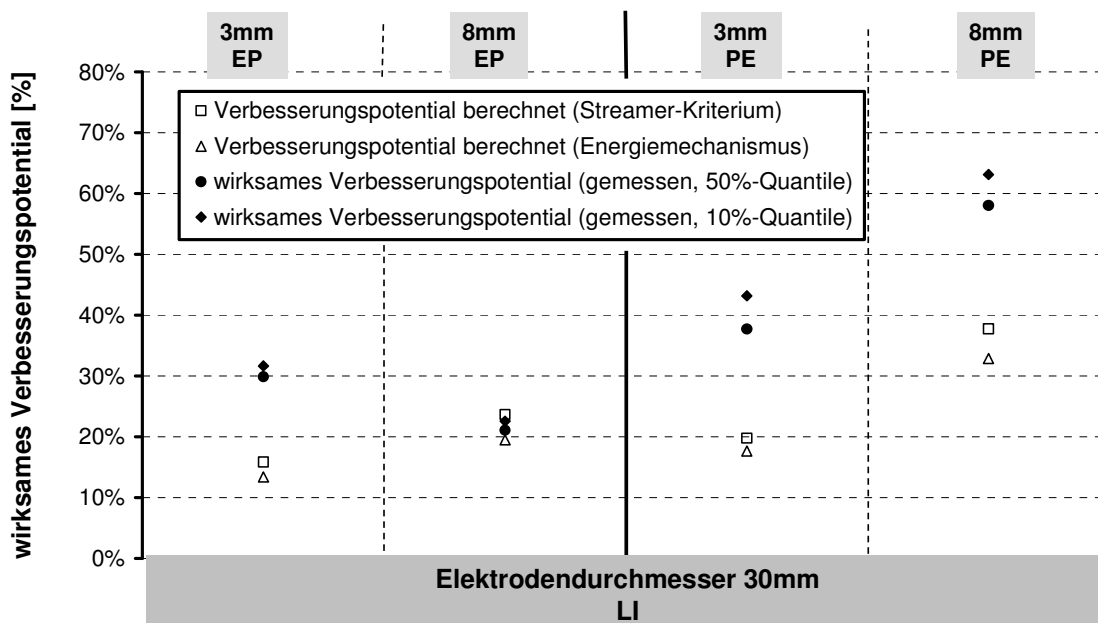 3mm
EP
8mm
EP
3mm
PE
8mm
PE
wirksames Verbesserungspotential [%]
80%
70%
60%
50%
40%
30%
20%
10%
0%
Verbesserungspotential berechnet (Streamer-Kriterium)
Verbesserungspotential berechnet (Energiemechanismus)
wirksames Verbesserungspotential (gemessen, 50%-Quantile)
wirksames Verbesserungspotential (gemessen, 10%-Quantile)
Elektrodendurchmesser 30mm
LI